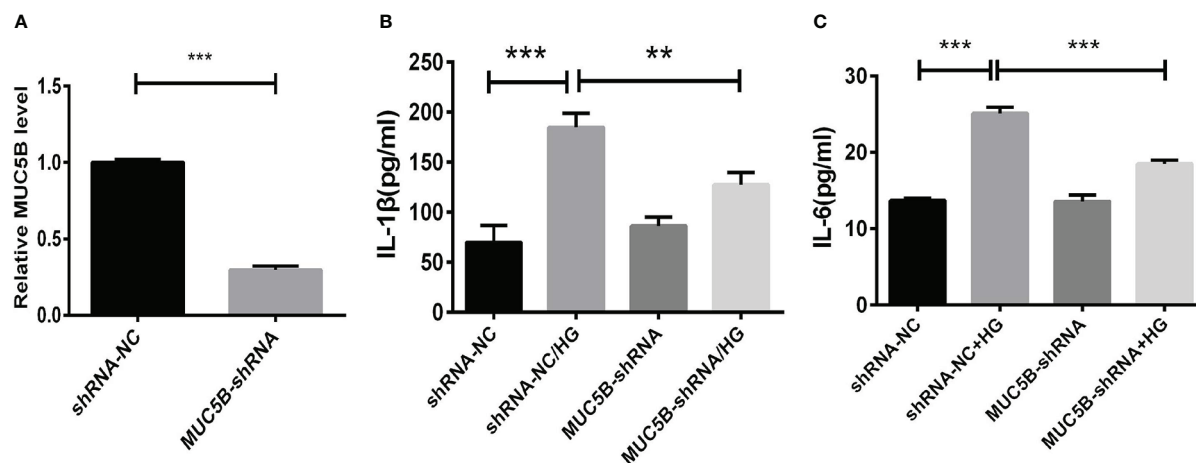 A
***
Relative MUC5B level
1.5
1.0
0.5
0.0
shRNA-NC
MUC5B-shRNA
B
***
**
IL-1β(pg/ml)
250
200
150
100
50
0
shRNA-NC
shRNA-NC/HG
MUC5B-shRNA
MUC5B-shRNA/HG
C
***
***
IL-6(pg/ml)
30
20
10
0
shRNA-NC
shRNA-NC+HG
MUC5B-shRNA
MUC5B-shRNA+HG